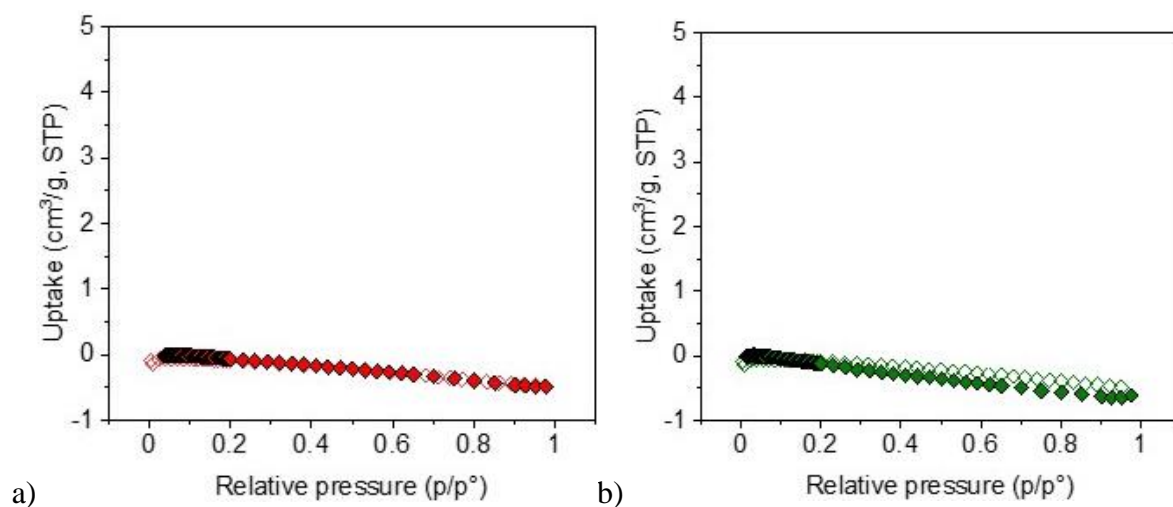 5
4
3
2
1
0
-1
Uptake (cm³/g, STP)
0 0.2 0.4 0.6 0.8 1
Relative pressure (p/p°)
a)
5
4
3
2
1
0
-1
Uptake (cm³/g, STP)
0 0.2 0.4 0.6 0.8 1
Relative pressure (p/p°)
b)